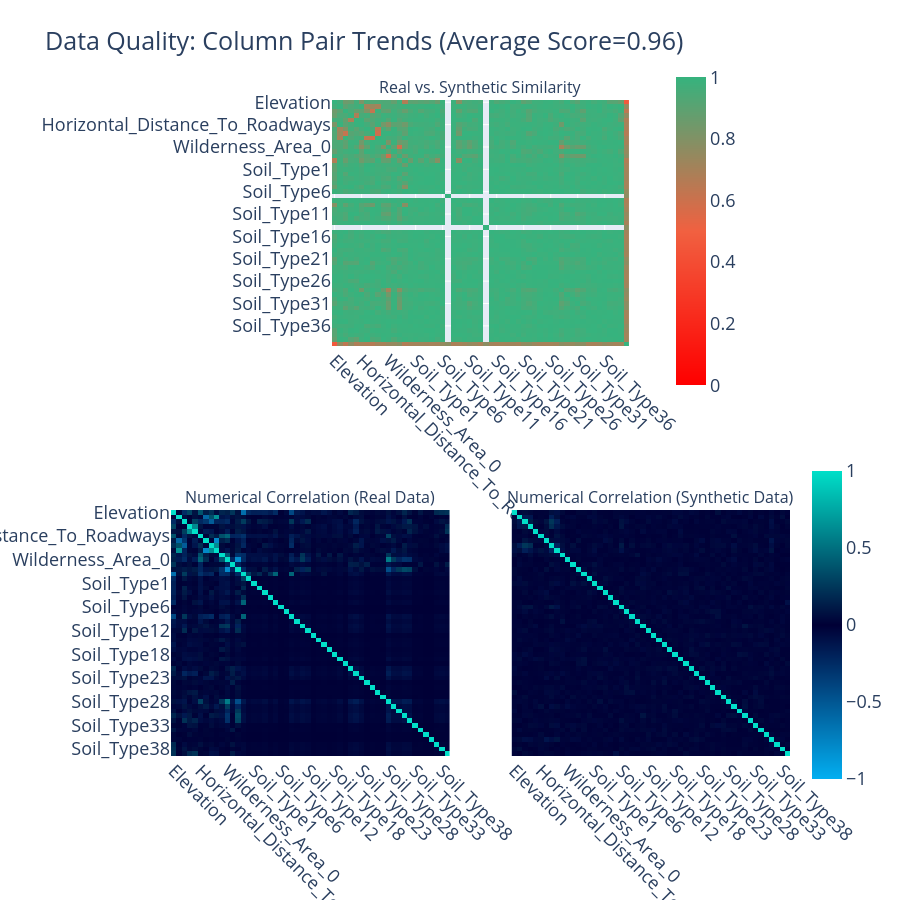 Data Quality: Column Pair Trends (Average Score=0.96)
Real vs. Synthetic Similarity
Elevation
Horizontal_Distance_To_Roadways
Wilderness_Area_0
Soil_Type1
Soil_Type6
Soil_Type11
Soil_Type16
Soil_Type21
Soil_Type26
Soil_Type31
Soil_Type36
1
0.8
0.6
0.4
0.2
0
Elevation
Horizontal_Distance_To_R
Wilderness_Area_0
Soil_Type1
Soil_Type6
Soil_Type11
Soil_Type16
Soil_Type21
Soil_Type26
Soil_Type31
Soil_Type36
Numerical Correlation (Real Data)
Elevation
stance_To_Roadways
Wilderness_Area_0
Soil_Type1
Soil_Type6
Soil_Type12
Soil_Type18
Soil_Type23
Soil_Type28
Soil_Type33
Soil_Type38
Elevation
Horizontal_Distance_To
Wilderness_Area_0
Soil_Type1
Soil_Type6
Soil_Type12
Soil_Type18
Soil_Type23
Soil_Type28
Soil_Type33
Soil_Type38
Numerical Correlation (Synthetic Data)
Elevation
Horizontal_Distance_To
Wilderness_Area_0
Soil_Type1
Soil_Type6
Soil_Type12
Soil_Type18
Soil_Type23
Soil_Type28
Soil_Type33
Soil_Type38
1
0.5
0
−0.5
−1